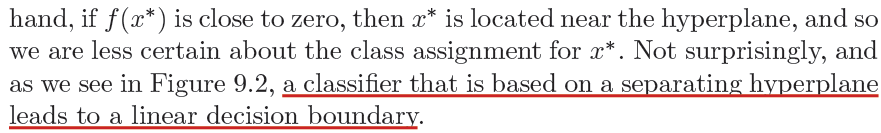 hand, if f(x*) is close to zero, then x* is located near the hyperplane, and so
we are less certain about the class assignment for x*. Not surprisingly, and
as we see in Figure 9.2, a classifier that is based on a separating hyperplane
leads to a linear decision boundary.